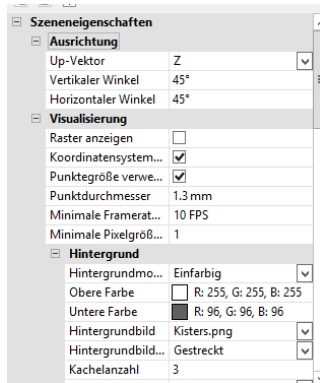 Szeneneigenschaften
Ausrichtung
Up-Vektor Z
Vertikaler Winkel 45°
Horizontaler Winkel 45°
Visualisierung
Raster anzeigen
Koordinatensystem...
Punktegröße verwe...
Punktdurchmesser 1.3 mm
Minimale Framerat... 10 FPS
Minimale Pixelgröß... 1
Hintergrund
Hintergrundmo... Einfarbig
Obere Farbe R: 255, G: 255, B: 255
Untere Farbe R: 96, G: 96, B: 96
Hintergrundbild Kisters.png
Hintergrundbild... Gestreckt
Kachelanzahl 3